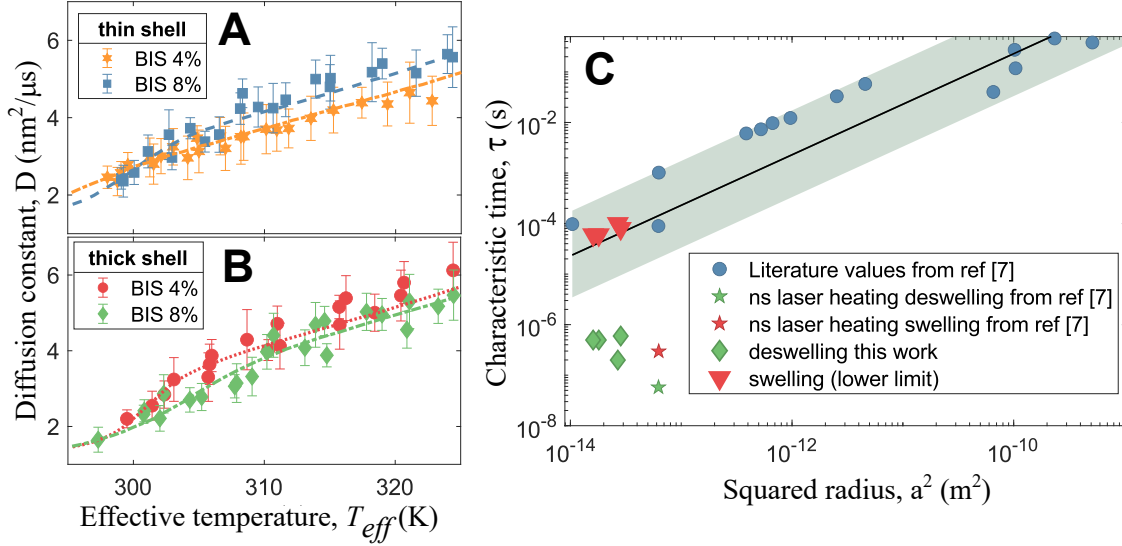 A
thin shell
BIS 4%
BIS 8%
6
4
2
B
thick shell
BIS 4%
BIS 8%
6
4
2
300
310
320
Diffusion constant, D (nm²/μs)
Effective temperature, T_eff (K)
C
10⁻²
10⁻⁴
10⁻⁶
10⁻⁸
10⁻¹⁴
10⁻¹²
10⁻¹⁰
Characteristic time, τ (s)
Squared radius, a² (m²)
Literature values from ref [7]
ns laser heating deswelling from ref [7]
ns laser heating swelling from ref [7]
deswelling this work
swelling (lower limit)